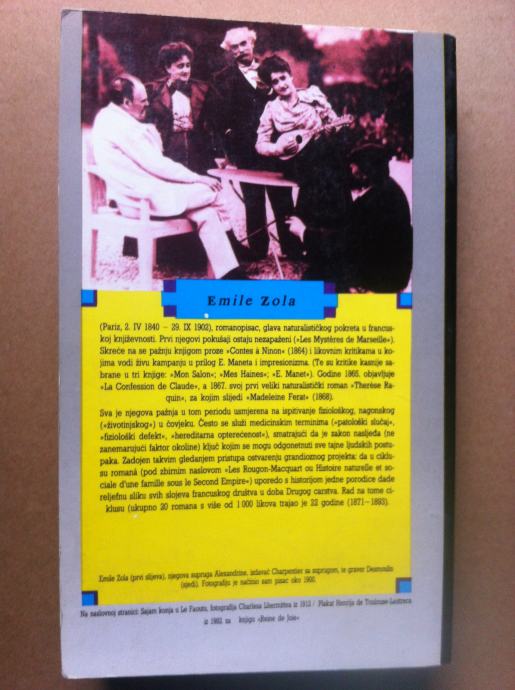 Emile Zola
(Pariz, 2. IV 1840 – 29. IX 1902), romanopisac, glava naturalističkog pokreta u francus-
koj književnosti. Prvi njegovi pokušaji ostaju nezapaženi (»Les Mystères de Marseille«).
Skreće na se pažnju knjigom proze »Contes à Ninon« (1864) i likovnim kritikama u ko-
jima vodi živu kampanju u prilog E. Maneta i impresionizma. (Te su kritike kasnije sa-
brane u tri knjige: »Mon Salon«; »Mes Haines«; »E. Manet«). Godine 1865. objavljuje
»La Confession de Claude«, a 1867. svoj prvi veliki naturalistički roman »Therèse Ra-
quin«, za kojim slijedi »Madeleine Ferat« (1868).
Sva je njegova pažnja u tom periodu usmjerena na ispitivanje fiziološkog, nagonskog
(»životinjskog«) u čovjeku. Često se služi medicinskim terminima (»patološki slučaj«,
»fiziološki defekt«, »hereditarna opterećenost«), smatrajući da je zakon nasljeđa (ne
zanemarujući faktor okoline) ključ kojim se mogu odgonetnuti sve tajne ljudskih postu-
paka. Zadojen takvim gledanjem pristupa ostvarenju grandioznog projekta: da u ciklu-
su romanâ (pod zbirnim naslovom »Les Rougon-Macquart ou Histoire naturelle et so-
ciale d'une famille sous le Second Empire«) uporedo s historijom jedne porodice dade
reljefnu sliku svih slojeva francuskog društva u doba Drugog carstva. Rad na tome ci-
klusu (ukupno 20 romana s više od 1 000 likova trajao je 22 godine (1871–1893).
Emile Zola (prvi slijeva), njegova supruga Alexandrine, izdavač Charpentier sa suprugom, te graver Desmoulin
(sjedi). Fotografiju je načinio sam pisac oko 1900.
Na naslovnoj stranici: Sajam konja u Le Faouëtu, fotografija Charlesa Lhermittea iz 1912 / Plakat Henrija de Toulouse-Lautreca
iz 1892. za knjigu »Reine de Joie«